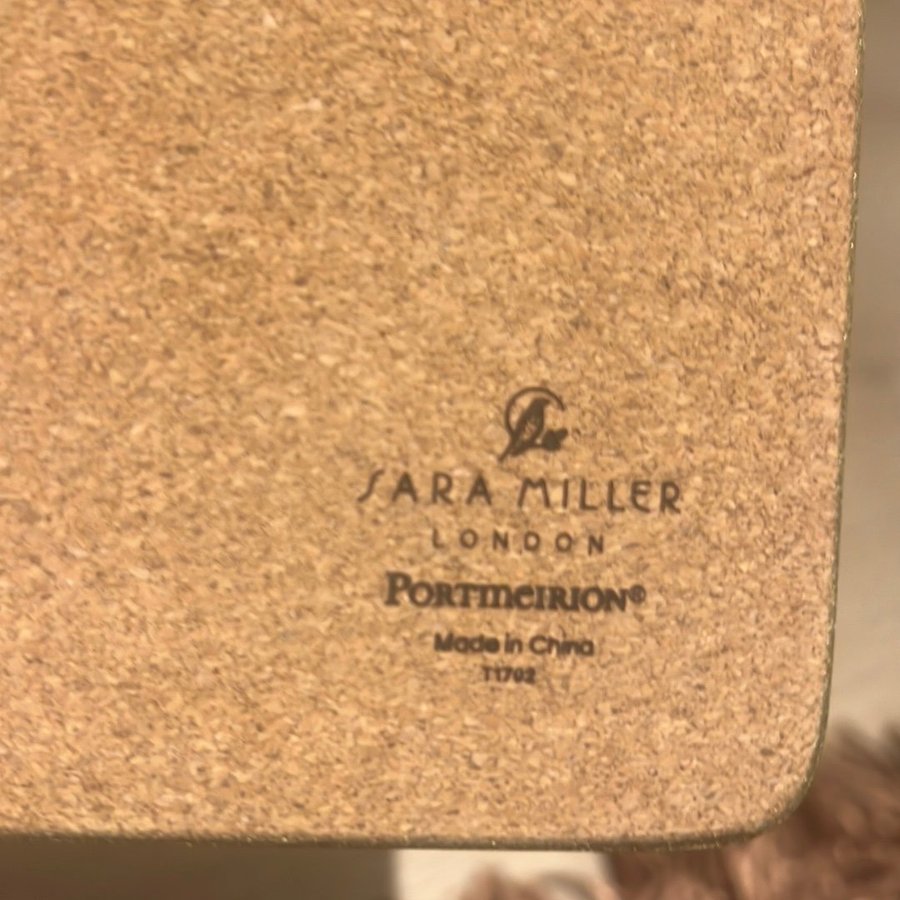 SARA MILLER
LONDON
PORTMEIRION®
Made in China
T1702